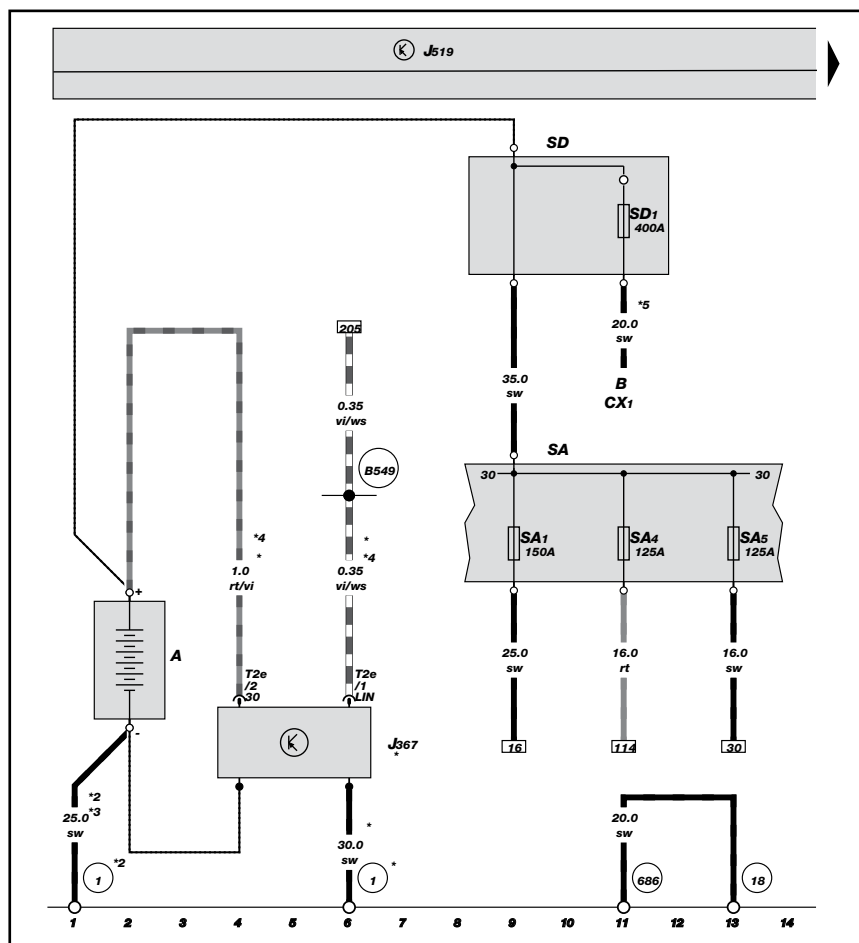 J519
SD
SD1
400A
*5
20.0
sw
B
CX1
205
35.0
sw
0.35
vi/ws
B549
SA
30
30
SA1
150A
SA4
125A
SA5
125A
*4
*
1.0
rt/vi
*
*4
0.35
vi/ws
+
A
-
25.0
sw
16.0
rt
16.0
sw
T2e
/2
30
T2e
/1
LIN
J367
*
16
114
30
*2
*3
25.0
sw
*2
1
*
30.0
sw
1
*
20.0
sw
686
18
1 2 3 4 5 6 7 8 9 10 11 12 13 14